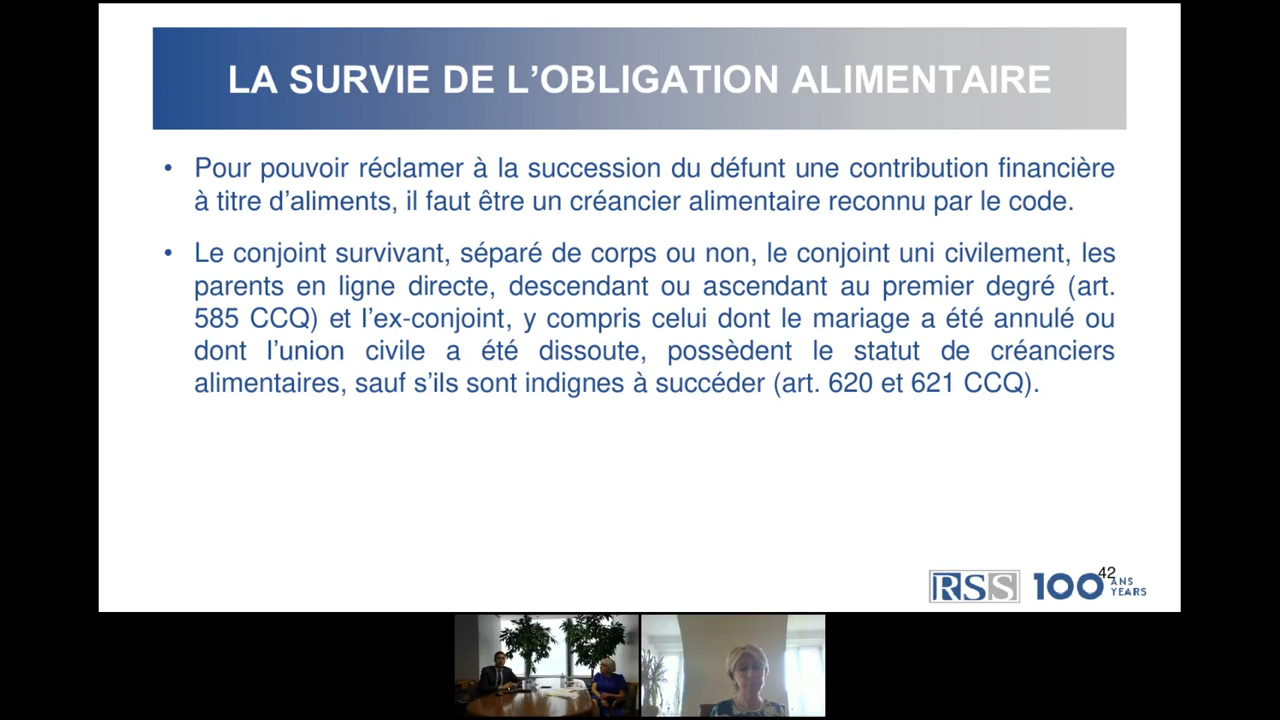 LA SURVIE DE L’OBLIGATION ALIMENTAIRE
• Pour pouvoir réclamer à la succession du défunt une contribution financière
à titre d’aliments, il faut être un créancier alimentaire reconnu par le code.
• Le conjoint survivant, séparé de corps ou non, le conjoint uni civilement, les
parents en ligne directe, descendant ou ascendant au premier degré (art.
585 CCQ) et l’ex-conjoint, y compris celui dont le mariage a été annulé ou
dont l’union civile a été dissoute, possèdent le statut de créanciers
alimentaires, sauf s’ils sont indignes à succéder (art. 620 et 621 CCQ).
42
RSS 100 ANS
YEARS